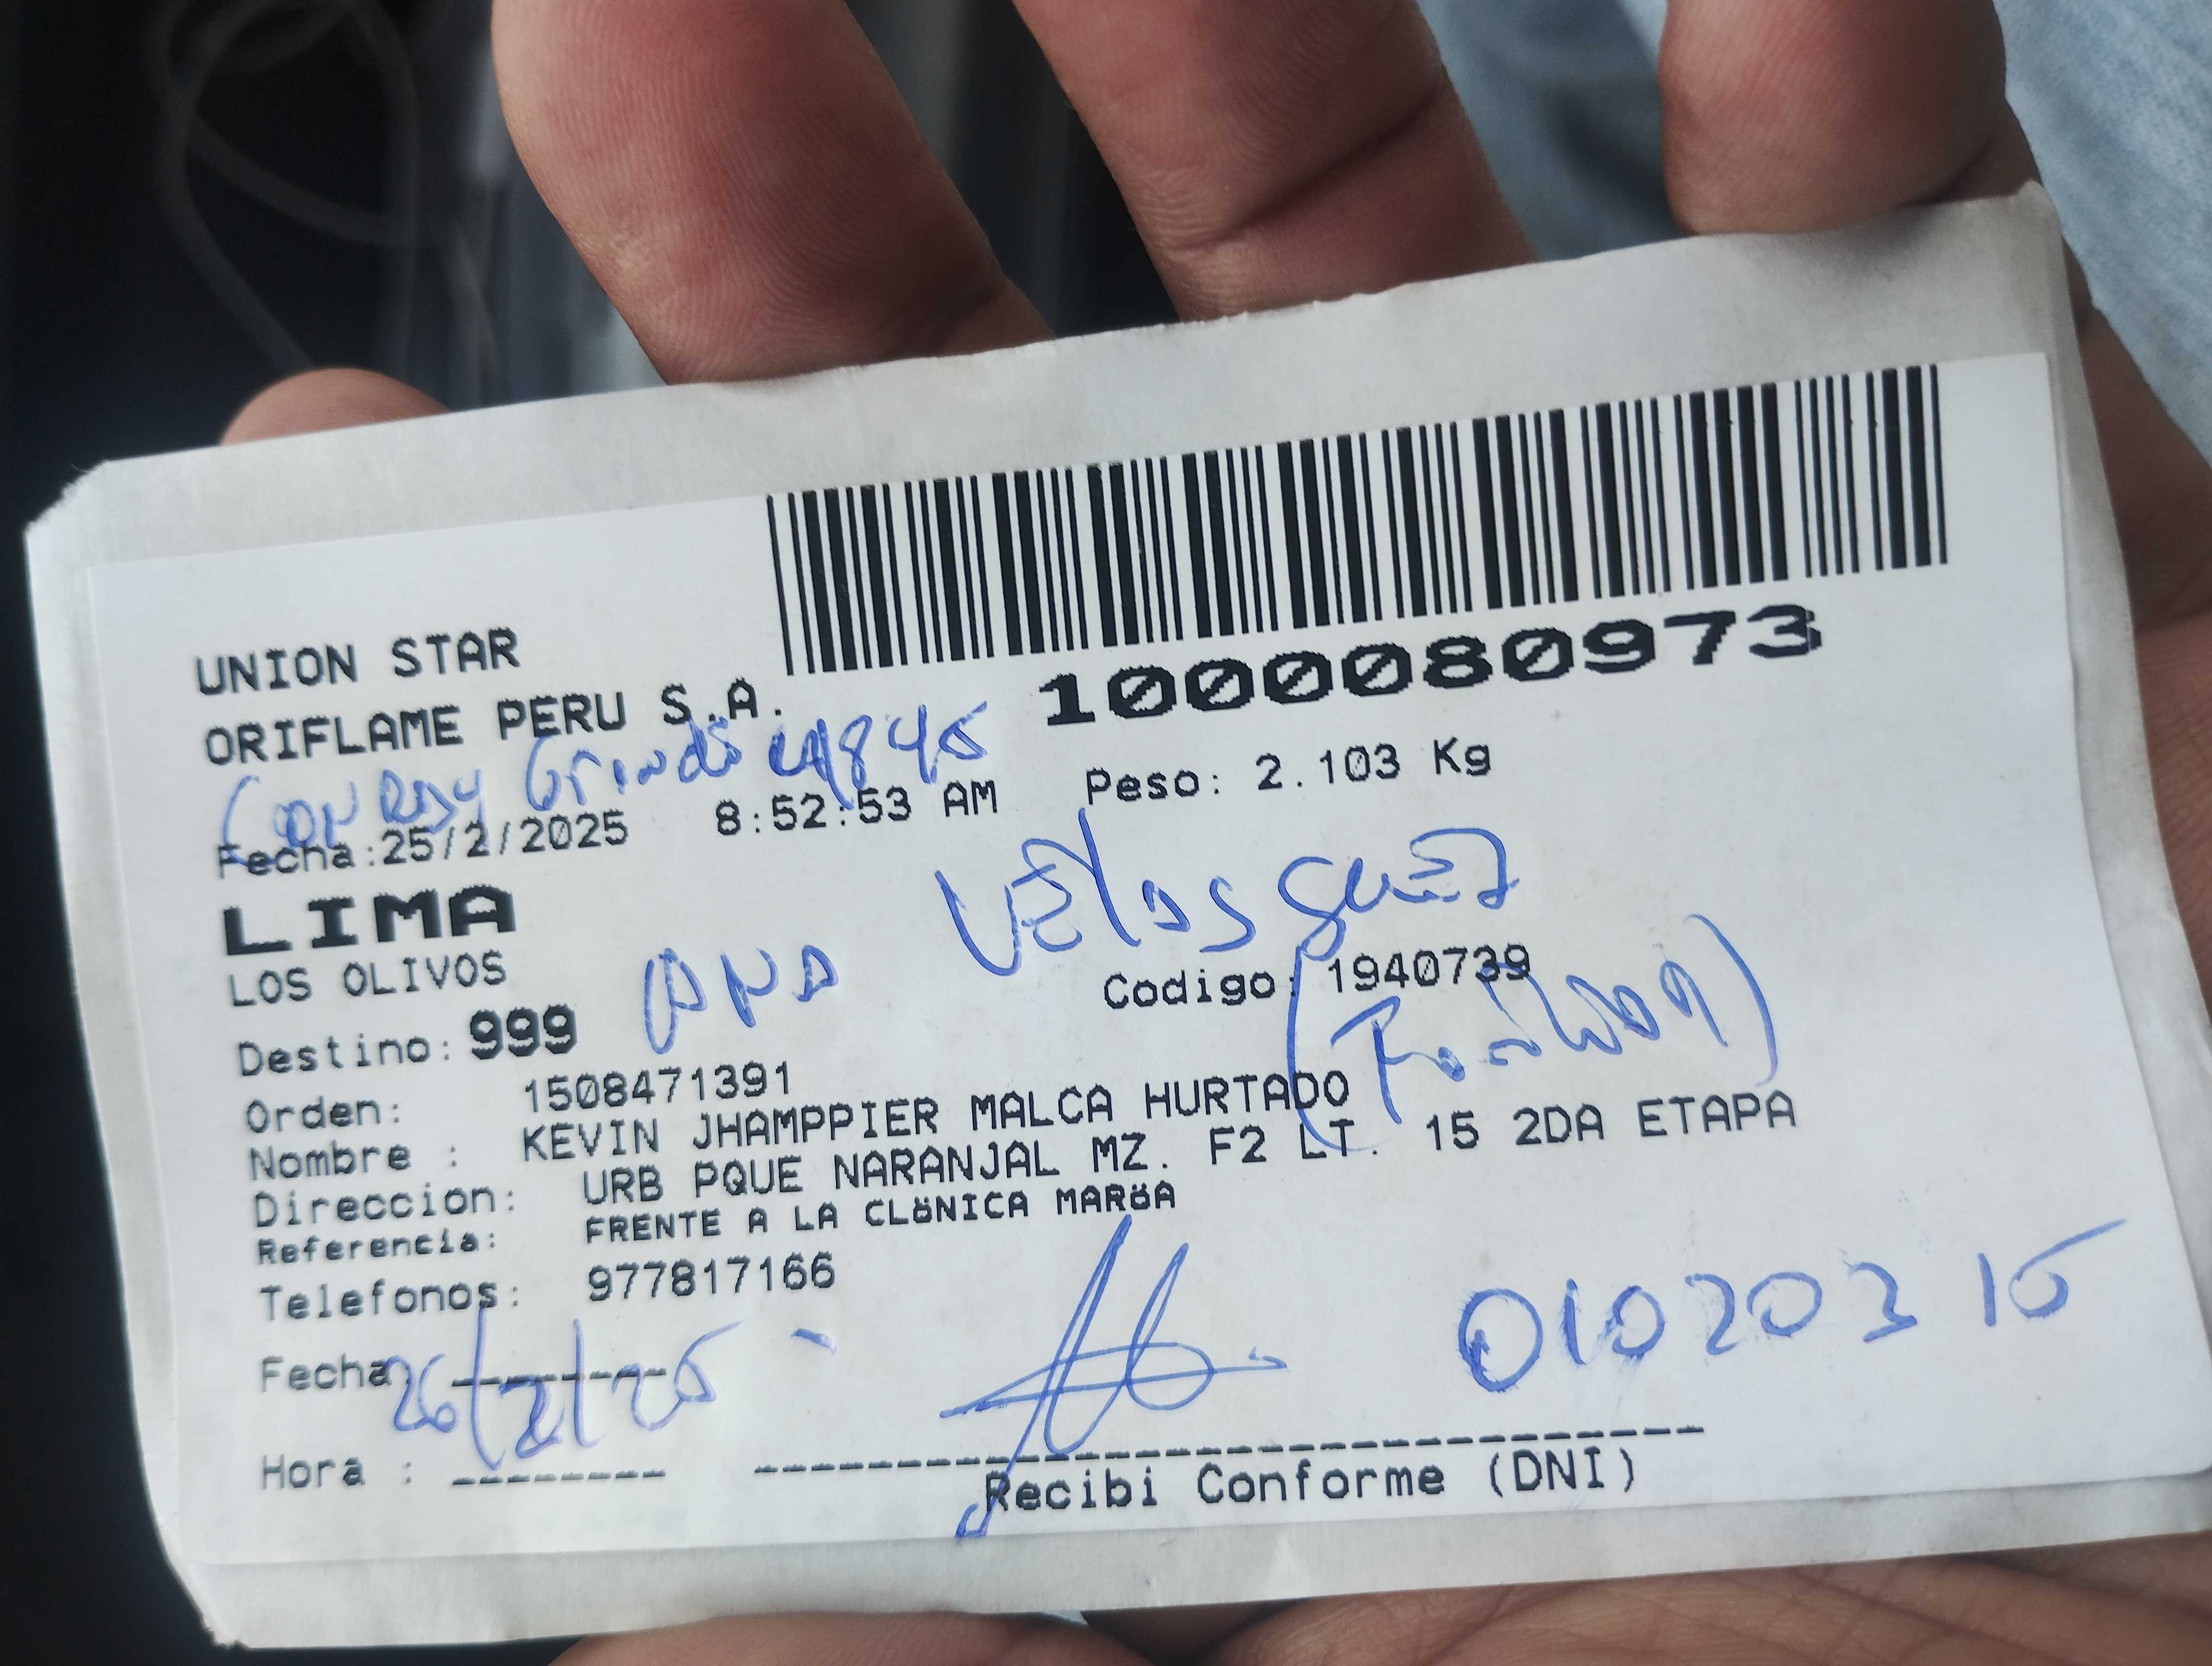 UNION STAR
1000080973
ORIFLAME PERU S.A.
Fecha:25/2/2025 8:52:53 AM Peso: 2.103 Kg
LIMA
LOS OLIVOS
Codigo: 1940739
Destino: 999
Orden: 1508471391
Nombre : KEVIN JHAMPPIER MALCA HURTADO
Direccion: URB PQUE NARANJAL MZ. F2 LT. 15 2DA ETAPA
Referencia: FRENTE A LA CLöNICA MARöA
Telefonos: 977817166
Fecha 26/2/25
01020315
Hora :
Recibi Conforme (DNI)